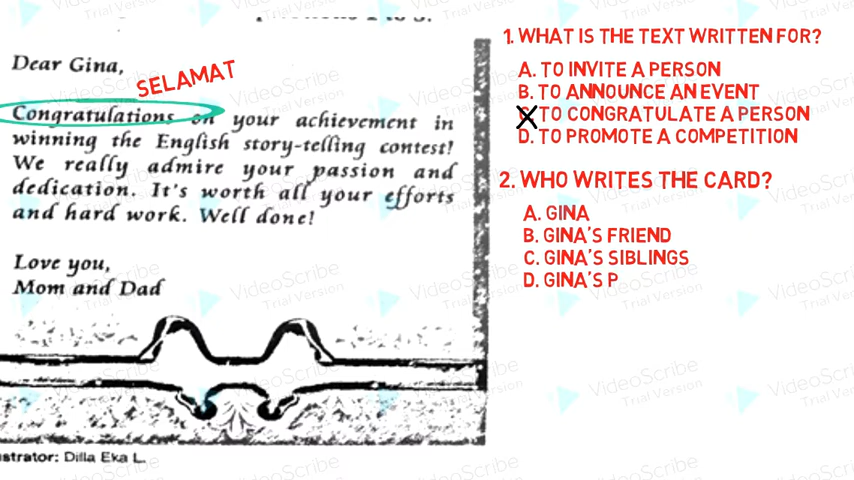 Dear Gina,
SELAMAT
Congratulations on your achievement in
winning the English story-telling contest!
We really admire your passion and
dedication. It's worth all your efforts
and hard work. Well done!
Love you,
Mom and Dad
strator: Dilla Eka L.
1. WHAT IS THE TEXT WRITTEN FOR?
A. TO INVITE A PERSON
B. TO ANNOUNCE AN EVENT
C. TO CONGRATULATE A PERSON
D. TO PROMOTE A COMPETITION
2. WHO WRITES THE CARD?
A. GINA
B. GINA'S FRIEND
C. GINA'S SIBLINGS
D. GINA'S P
VideoScribe
Trial Version